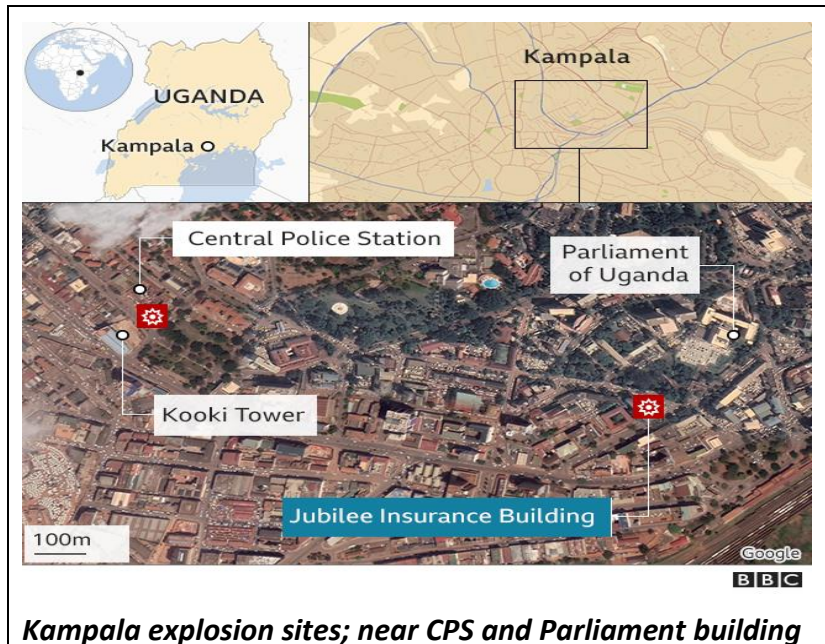 UGANDA
Kampala
Kampala
Central Police Station
Parliament
of Uganda
Kooki Tower
Jubilee Insurance Building
100m
Google
BBC
Kampala explosion sites; near CPS and Parliament building